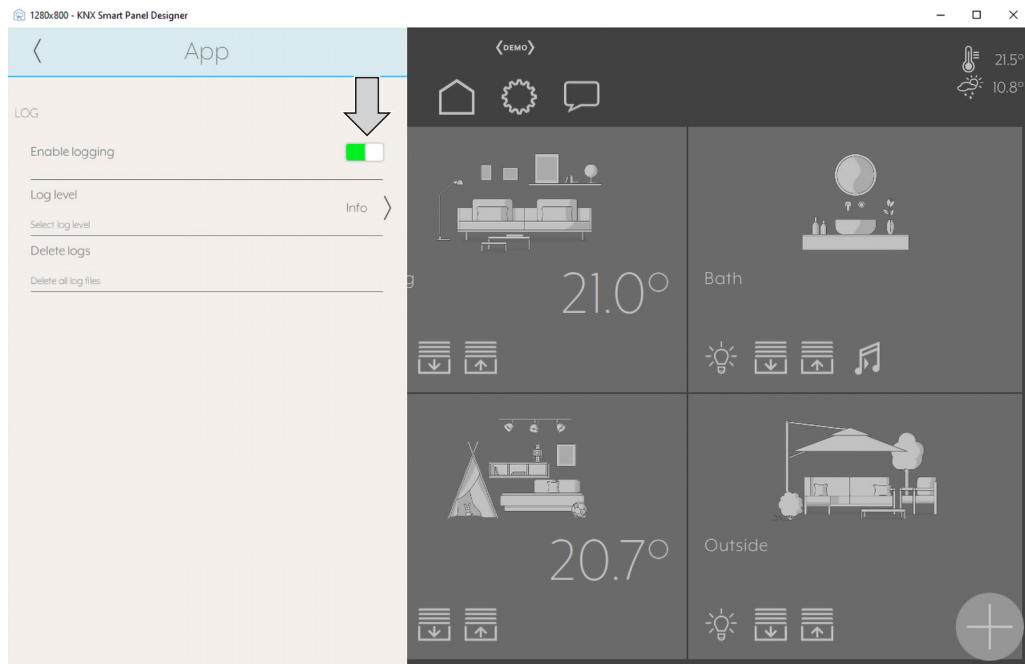 1280x800 - KNX Smart Panel Designer
App
LOG
Enable logging
Log level
Info
Select log level
Delete logs
Delete all log files
DEMO
21.5°
10.8°
g
21.0°
Bath
20.7°
Outside